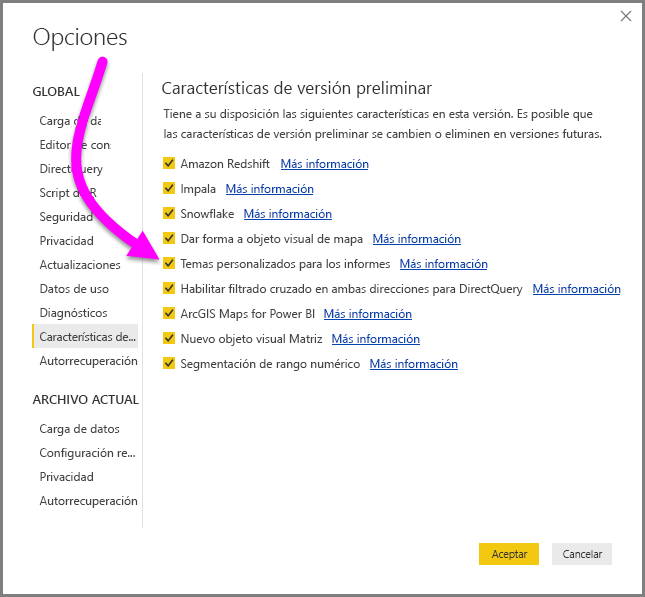 Opciones
GLOBAL
Carga de da
Editor de cons
DirectQuery
Script de R
Seguridad
Privacidad
Actualizaciones
Datos de uso
Diagnósticos
Características de...
Autorrecuperación
ARCHIVO ACTUAL
Carga de datos
Configuración re...
Privacidad
Autorrecuperación
Características de versión preliminar
Tiene a su disposición las siguientes características en esta versión. Es posible que
las características de versión preliminar se cambien o eliminen en versiones futuras.
Amazon Redshift Más información
Impala Más información
Snowflake Más información
Dar forma a objeto visual de mapa Más información
Temas personalizados para los informes Más información
Habilitar filtrado cruzado en ambas direcciones para DirectQuery Más información
ArcGIS Maps for Power BI Más información
Nuevo objeto visual Matriz Más información
Segmentación de rango numérico Más información
Aceptar Cancelar